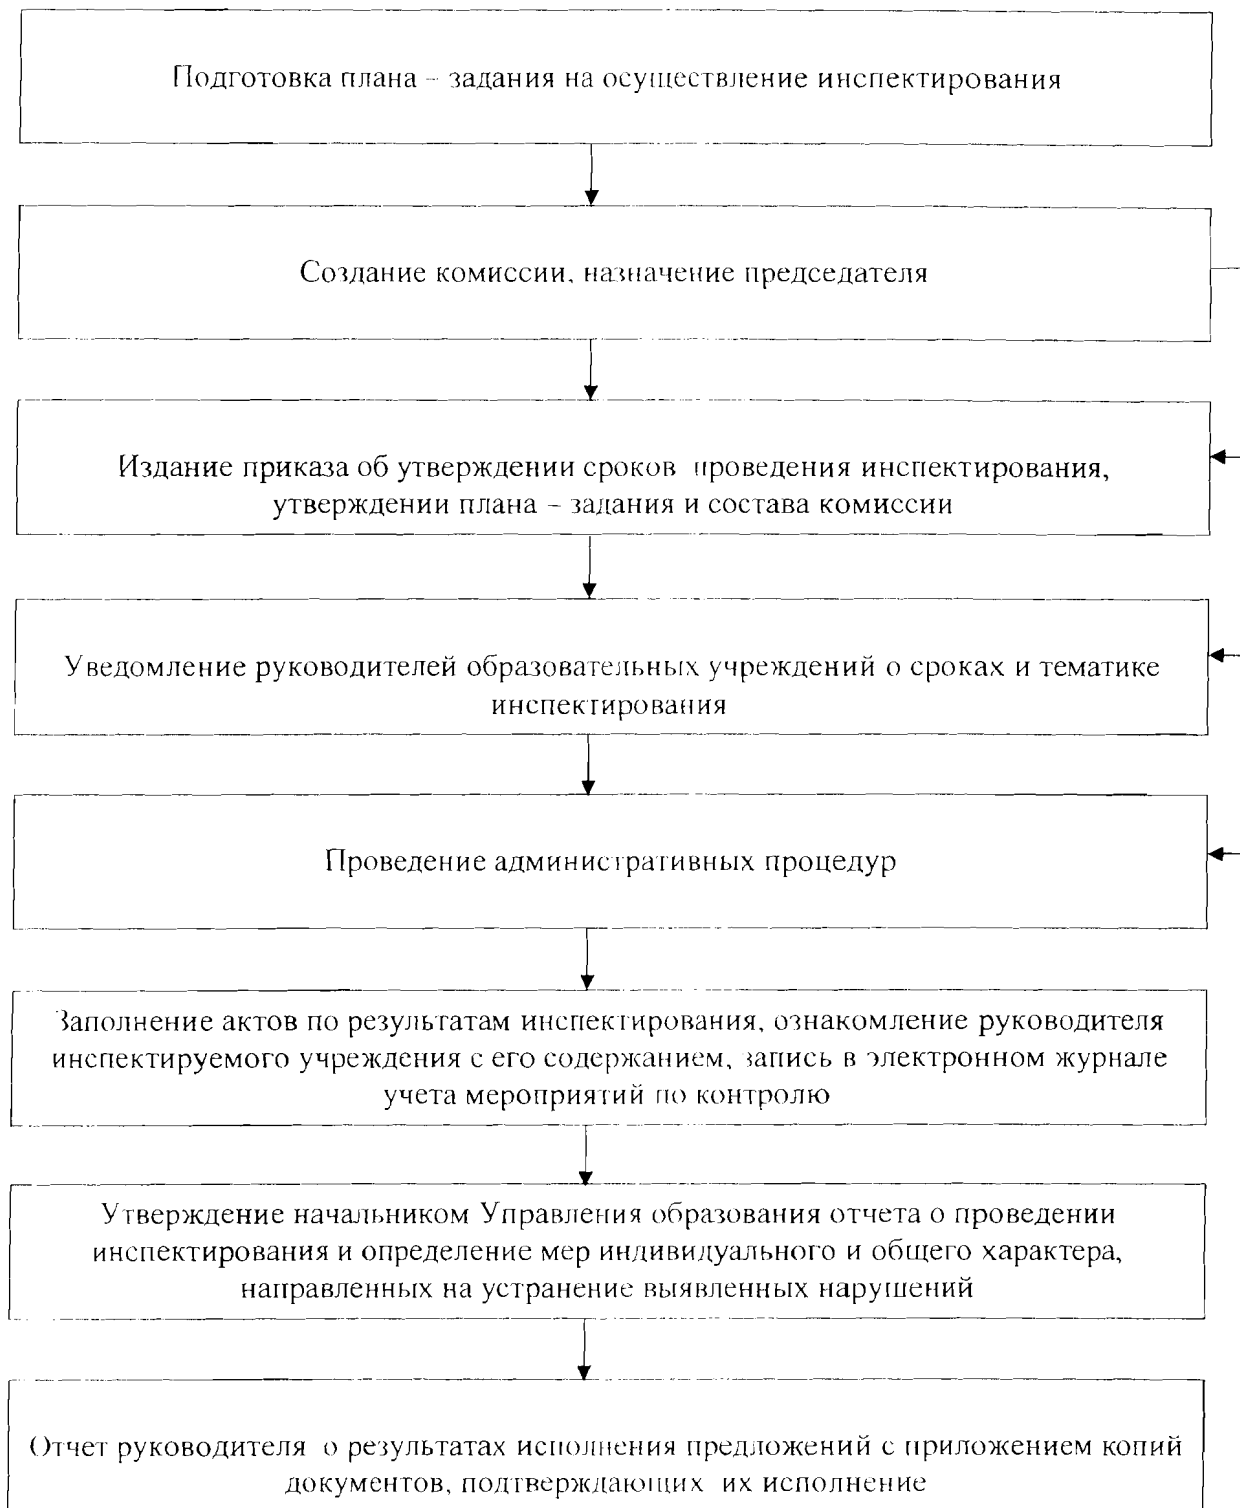 Подготовка плана – задания на осуществление инспектирования
Создание комиссии, назначение председателя
Издание приказа об утверждении сроков проведения инспектирования,
утверждении плана – задания и состава комиссии
Уведомление руководителей образовательных учреждений о сроках и тематике
инспектирования
Проведение административных процедур
Заполнение актов по результатам инспектирования, ознакомление руководителя
инспектируемого учреждения с его содержанием, запись в электронном журнале
учета мероприятий по контролю
Утверждение начальником Управления образования отчета о проведении
инспектирования и определение мер индивидуального и общего характера,
направленных на устранение выявленных нарушений
Отчет руководителя о результатах исполнения предложений с приложением копий
документов, подтверждающих их исполнение